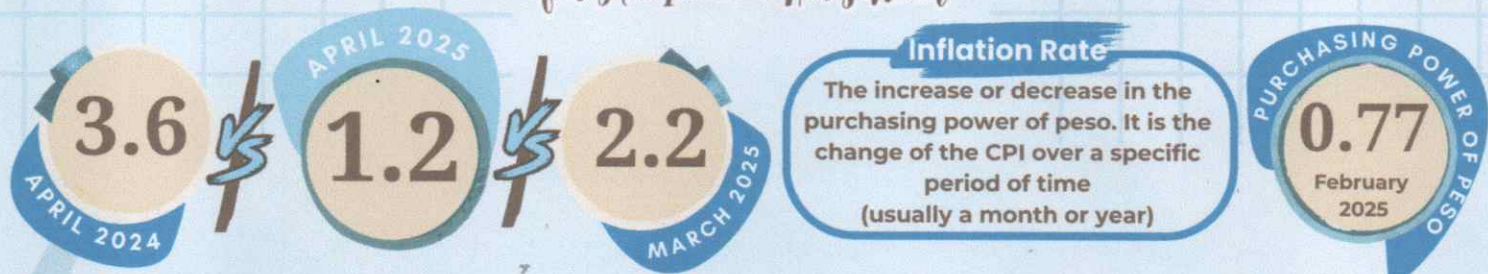 3.6
APRIL 2024
VS
APRIL 2025
1.2
VS
2.2
MARCH 2025
Inflation Rate
The increase or decrease in the
purchasing power of peso. It is the
change of the CPI over a specific
period of time
(usually a month or year)
PURCHASING POWER OF PESO
0.77
February
2025